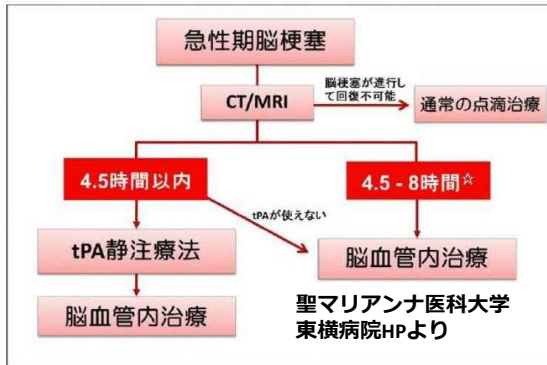 急性期脳梗塞
脳梗塞が進行し
て回復不可能
CT/MRI
通常の点滴治療
4.5時間以内
4.5 - 8時間☆
tPAが使えない
tPA静注療法
脳血管内治療
脳血管内治療
聖マリアンナ医科大学
東横病院HPより